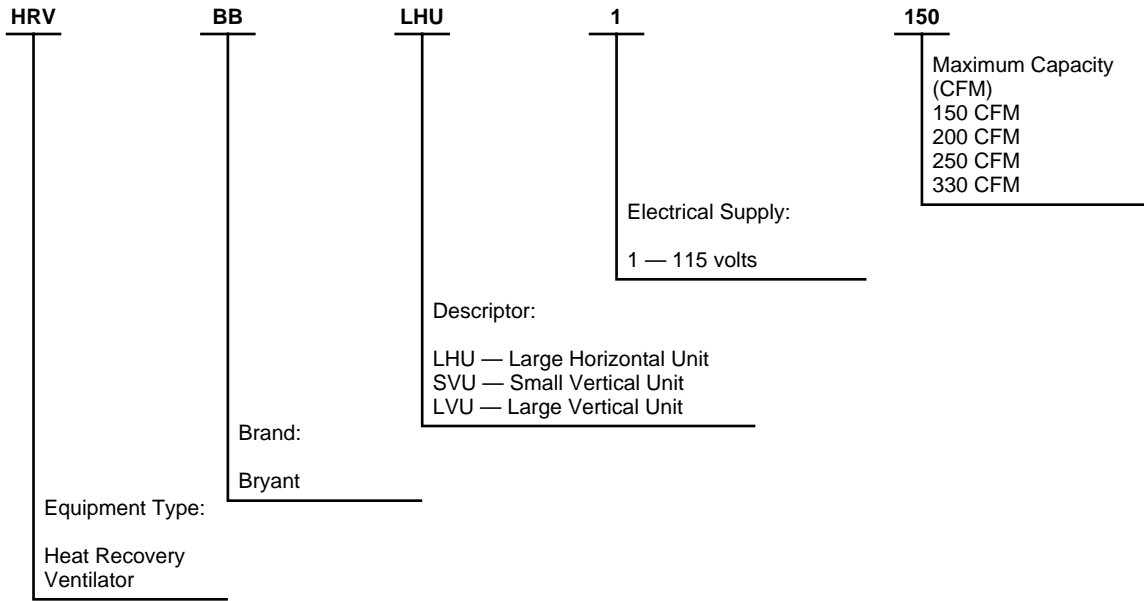 HRV BB LHU 1 150
Maximum Capacity
(CFM)
150 CFM
200 CFM
250 CFM
330 CFM
Electrical Supply:
1 — 115 volts
Descriptor:
LHU — Large Horizontal Unit
SVU — Small Vertical Unit
LVU — Large Vertical Unit
Brand:
Bryant
Equipment Type:
Heat Recovery
Ventilator